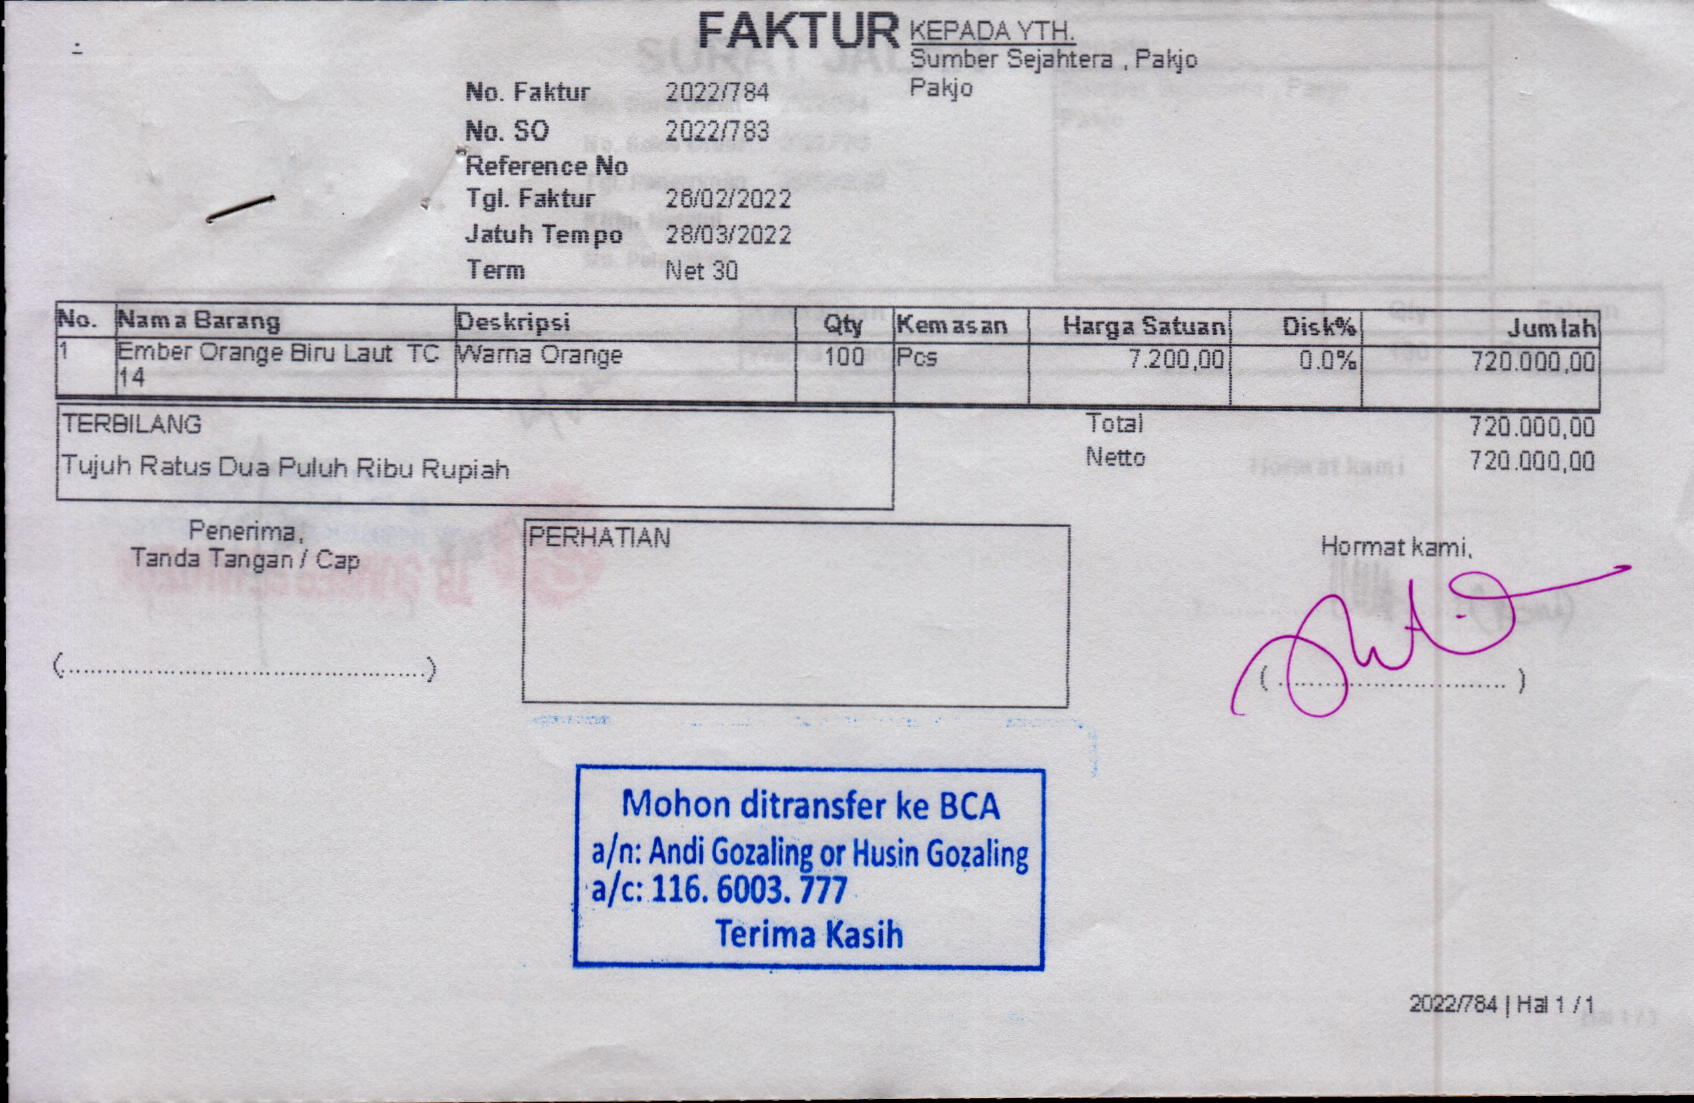 FAKTUR
KEPADA YTH.
Sumber Sejahtera , Pakjo
Pakjo
No. Faktur 2022/784
No. SO 2022/783
Reference No
Tgl. Faktur 26/02/2022
Jatuh Tempo 28/03/2022
Term Net 30
No. Nama Barang Deskripsi Qty Kemasan Harga Satuan Disk% Jumlah
1 Ember Orange Biru Laut TC Warna Orange 100 Pcs 7.200,00 0.0% 720.000,00
14
TERBILANG
Tujuh Ratus Dua Puluh Ribu Rupiah
Total 720.000,00
Netto 720.000,00
Penerima,
Tanda Tangan / Cap
(..................................................)
PERHATIAN
Hormat kami,
(................................)
Mohon ditransfer ke BCA
a/n: Andi Gozaling or Husin Gozaling
a/c: 116. 6003. 777
Terima Kasih
2022/784 | Hal 1 / 1